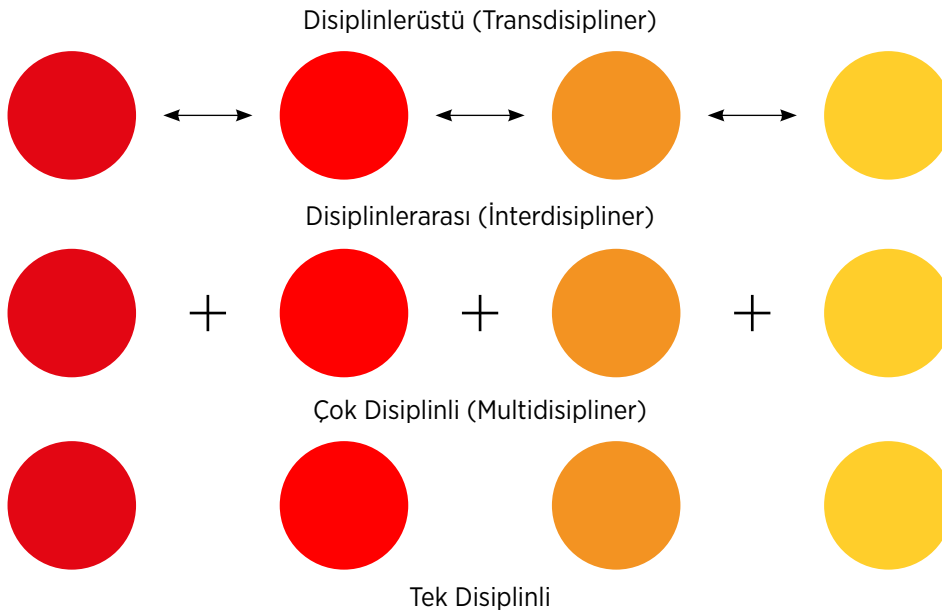 Disiplinlerüstü (Transdisipliner)
Disiplinlerarası (İnterdisipliner)
Çok Disiplinli (Multidisipliner)
Tek Disiplinli